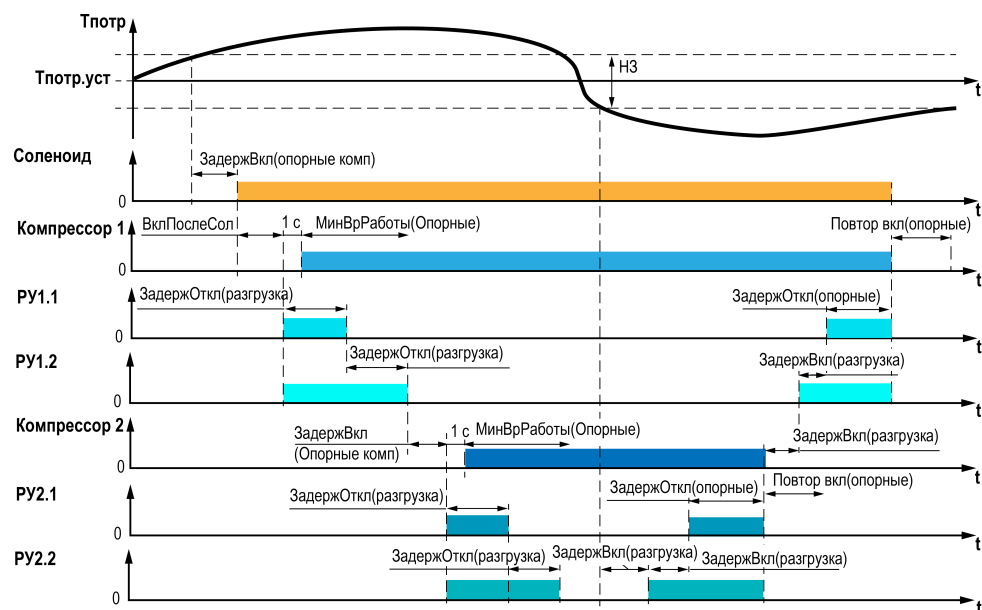 Тпотр
НЗ
Тпотр.уст
t
Соленоид
ЗадержВкл(опорные комп)
0
t
Компрессор 1
ВклПослеСол
1 с
МинВрРаботы(Опорные)
Повтор вкл(опорные)
0
t
РУ1.1
ЗадержОткл(разгрузка)
ЗадержОткл(опорные)
0
t
РУ1.2
ЗадержОткл(разгрузка)
ЗадержВкл(разгрузка)
0
t
Компрессор 2
ЗадержВкл
(Опорные комп)
1 с
МинВрРаботы(Опорные)
ЗадержВкл(разгрузка)
0
t
РУ2.1
ЗадержОткл(разгрузка)
ЗадержОткл(опорные)
Повтор вкл(опорные)
0
t
РУ2.2
ЗадержОткл(разгрузка)
ЗадержВкл(разгрузка)
ЗадержВкл(разгрузка)
0
t